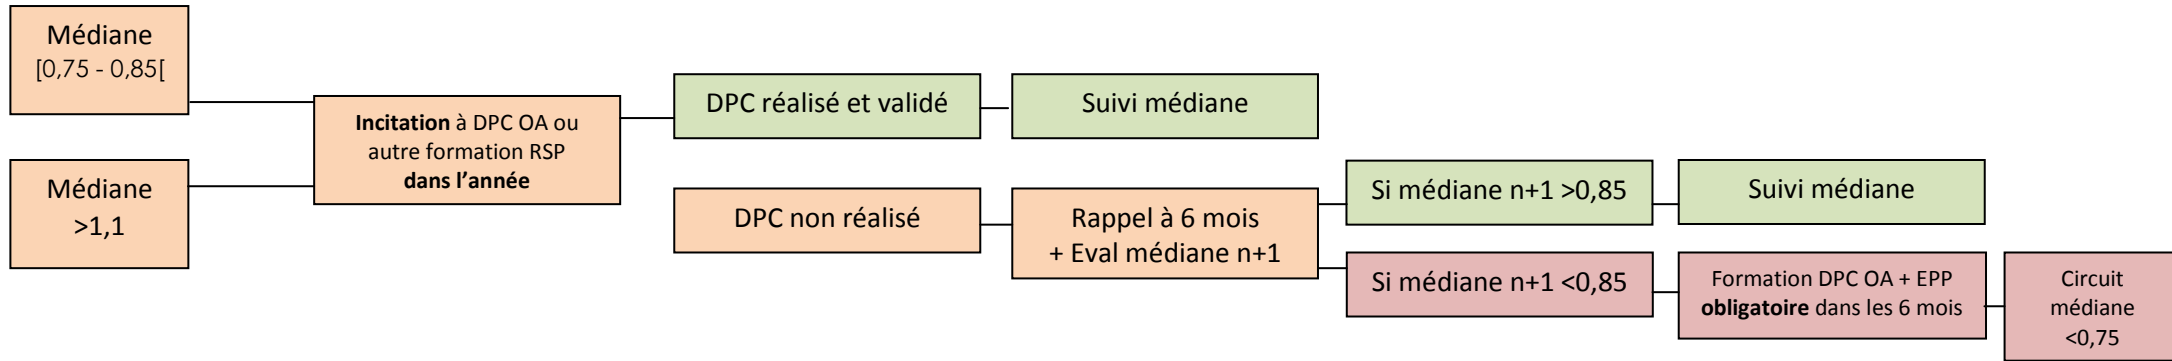 Médiane
[0,75 - 0,85[
Médiane
>1,1
Incitation à DPC OA ou
autre formation RSP
dans l'année
DPC réalisé et validé
Suivi médiane
DPC non réalisé
Rappel à 6 mois
+ Eval médiane n+1
Si médiane n+1 >0,85
Suivi médiane
Si médiane n+1 <0,85
Formation DPC OA + EPP
obligatoire dans les 6 mois
Circuit
médiane
<0,75